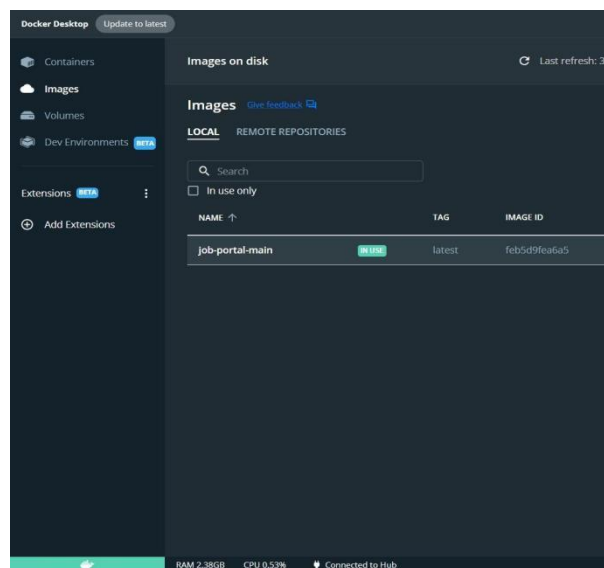 Docker Desktop Update to latest
Containers
Images
Volumes
Dev Environments BETA
Extensions BETA
Add Extensions
Images on disk
Last refresh: 3
Images Give feedback
LOCAL REMOTE REPOSITORIES
Search
In use only
NAME TAG IMAGE ID
job-portal-main IN USE latest feb5d9fea6a5
RAM 2.38GB CPU 0.53% Connected to Hub